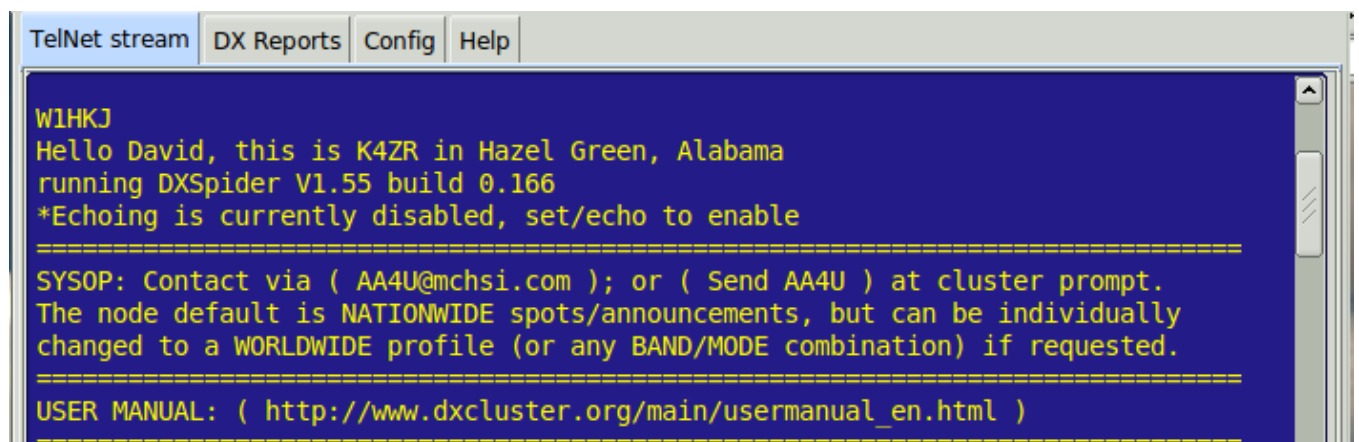 TelNet stream DX Reports Config Help
W1HKJ
Hello David, this is K4ZR in Hazel Green, Alabama
running DXSpider V1.55 build 0.166
*Echoing is currently disabled, set/echo to enable
===============================================================================
SYSOP: Contact via ( AA4U@mchsi.com ); or ( Send AA4U ) at cluster prompt.
The node default is NATIONWIDE spots/announcements, but can be individually
changed to a WORLDWIDE profile (or any BAND/MODE combination) if requested.
===============================================================================
USER MANUAL: ( http://www.dxcluster.org/main/usermanual_en.html )
===============================================================================